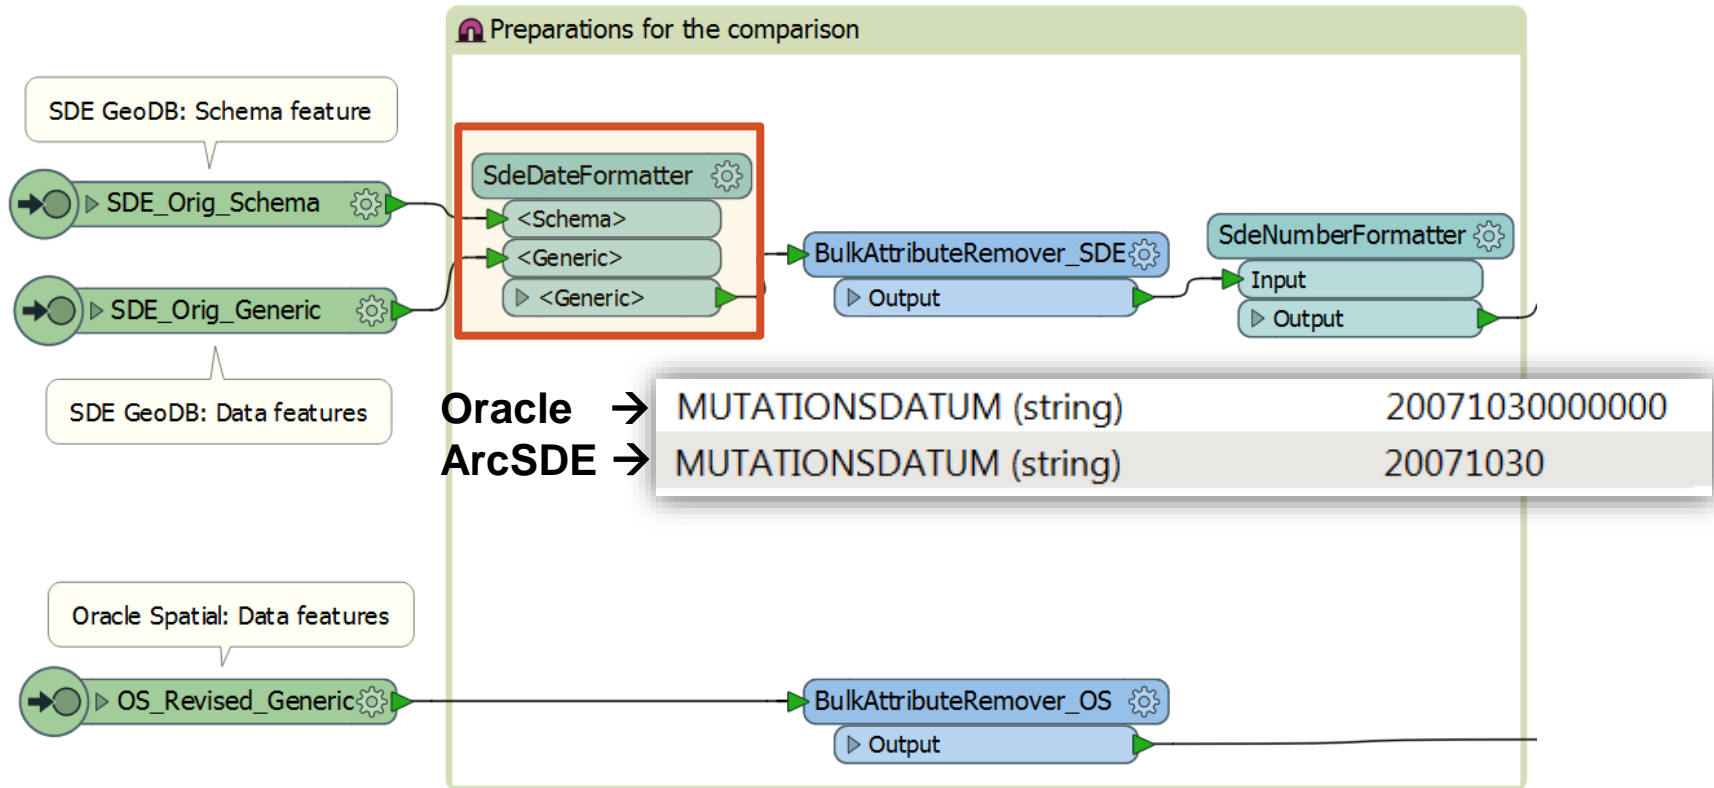 Preparations for the comparison
SDE GeoDB: Schema feature
SdeDateFormatter
SDE_Orig_Schema
<Schema>
<Generic>
<Generic>
BulkAttributeRemover_SDE
Output
SdeNumberFormatter
Input
Output
SDE_Orig_Generic
SDE GeoDB: Data features
Oracle → MUTATIONSDATUM (string) 20071030000000
ArcSDE → MUTATIONSDATUM (string) 20071030
Oracle Spatial: Data features
OS_Revised_Generic
BulkAttributeRemover_OS
Output